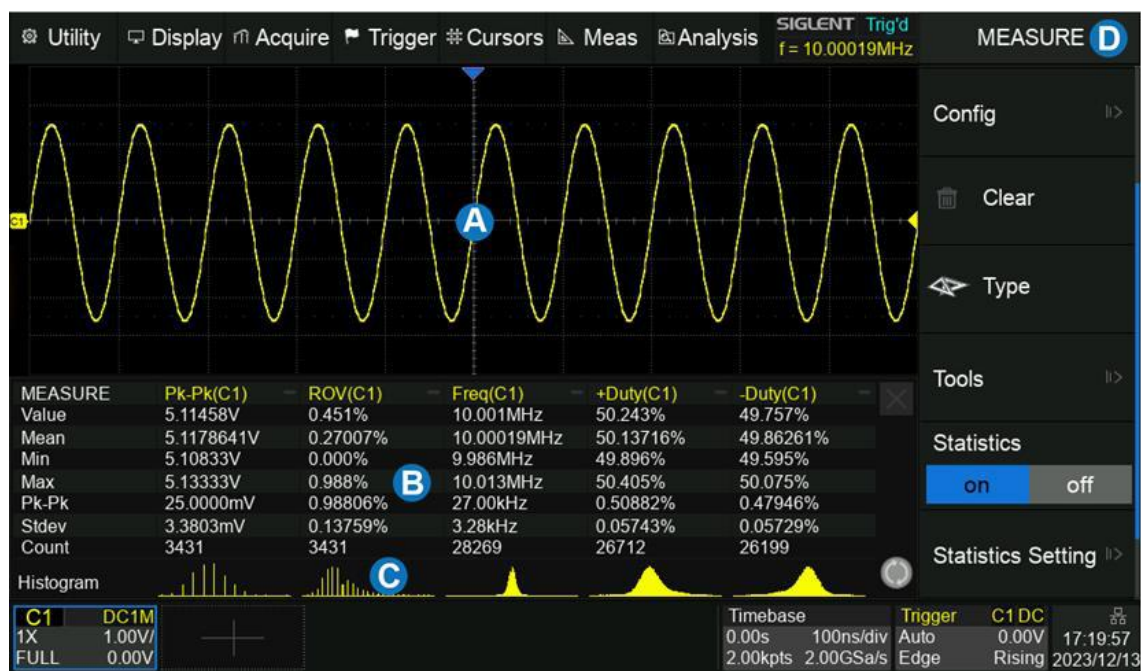 Utility Display Acquire Trigger Cursors Meas Analysis SIGLENT Trig'd MEASURE D
f = 10.00019MHz
Config
Clear
C1
A
Type
Tools
MEASURE Pk-Pk(C1) ROV(C1) Freq(C1) +Duty(C1) -Duty(C1)
Value 5.11458V 0.451% 10.001MHz 50.243% 49.757%
Mean 5.1178641V 0.27007% 10.00019MHz 50.13716% 49.86261%
Min 5.10833V 0.000% 9.986MHz 49.896% 49.595%
Max 5.13333V 0.988% B 10.013MHz 50.405% 50.075%
Pk-Pk 25.0000mV 0.98806% 27.00kHz 0.50882% 0.47946%
Stdev 3.3803mV 0.13759% 3.28kHz 0.05743% 0.05729%
Count 3431 3431 28269 26712 26199
Histogram C
Statistics
on off
Statistics Setting
C1 DC1M
1X 1.00V/
FULL 0.00V
Timebase
0.00s 100ns/div
2.00kpts 2.00GSa/s
Trigger C1 DC
Auto 0.00V
Edge Rising
17:19:57
2023/12/13